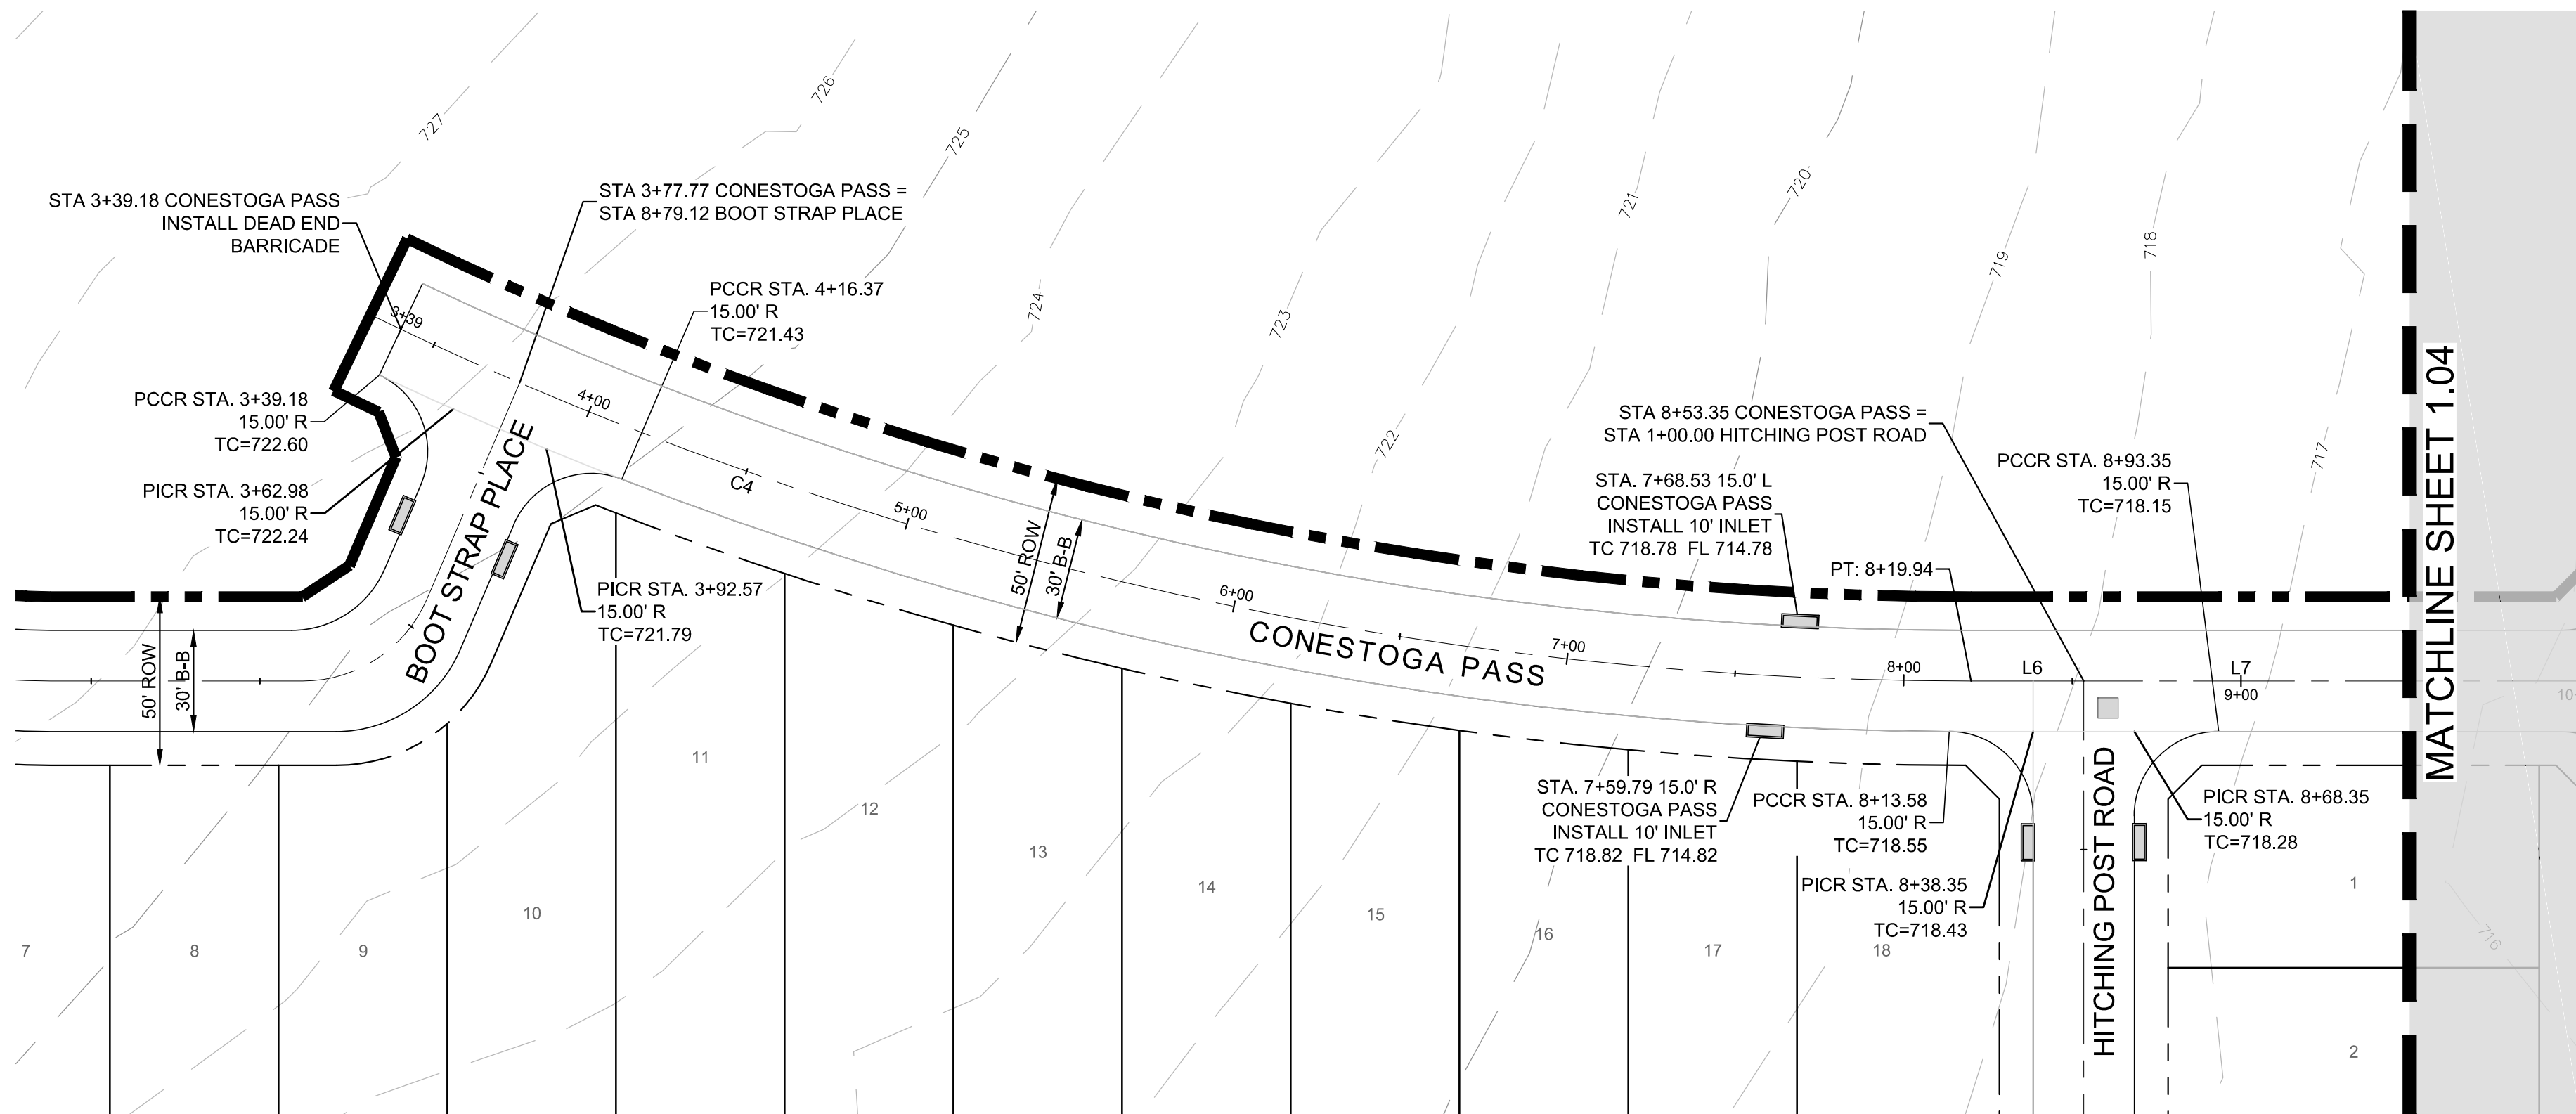 727
726
725
724
723
722
721
720
719
718
717
716
STA 3+39.18 CONESTOGA PASS
INSTALL DEAD END
BARRICADE
STA 3+77.77 CONESTOGA PASS =
STA 8+79.12 BOOT STRAP PLACE
PCCR STA. 4+16.37
15.00' R
TC=721.43
3+39
PCCR STA. 3+39.18
15.00' R
TC=722.60
PICR STA. 3+62.98
15.00' R
TC=722.24
4+00
C4
5+00
BOOT STRAP PLACE
PICR STA. 3+92.57
15.00' R
TC=721.79
50' ROW
30' B-B
50' ROW
30' B-B
6+00
CONESTOGA PASS
7+00
STA 8+53.35 CONESTOGA PASS =
STA 1+00.00 HITCHING POST ROAD
STA. 7+68.53 15.0' L
CONESTOGA PASS
INSTALL 10' INLET
TC 718.78 FL 714.78
PT: 8+19.94
PCCR STA. 8+93.35
15.00' R
TC=718.15
8+00
L6
L7
9+00
10+
MATCHLINE SHEET 1.04
STA. 7+59.79 15.0' R
CONESTOGA PASS
INSTALL 10' INLET
TC 718.82 FL 714.82
PCCR STA. 8+13.58
15.00' R
TC=718.55
PICR STA. 8+38.35
15.00' R
TC=718.43
HITCHING POST ROAD
PICR STA. 8+68.35
15.00' R
TC=718.28
7
8
9
10
11
12
13
14
15
16
17
18
1
2